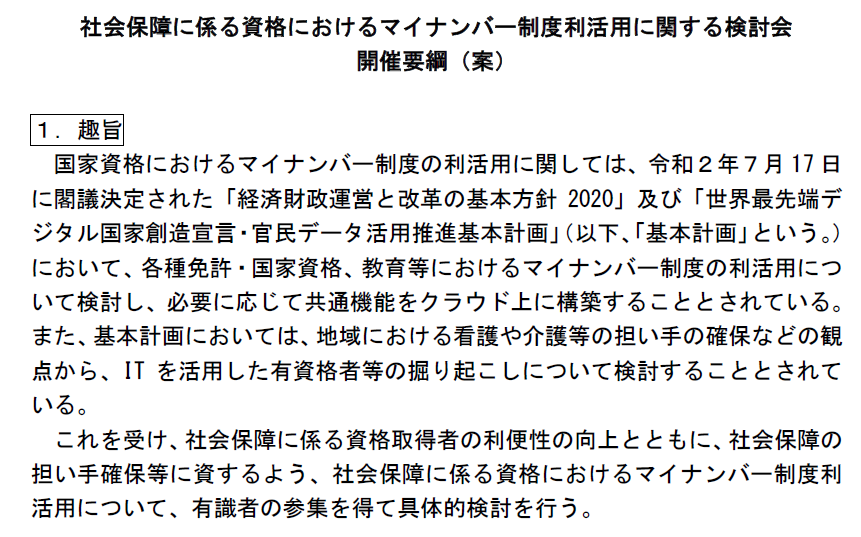 社会保障に係る資格におけるマイナンバー制度利活用に関する検討会
開催要綱（案）
１．趣旨
国家資格におけるマイナンバー制度の利活用に関しては、令和２年７月 17 日
に閣議決定された「経済財政運営と改革の基本方針 2020」及び「世界最先端デ
ジタル国家創造宣言・官民データ活用推進基本計画」（以下、「基本計画」という。）
において、各種免許・国家資格、教育等におけるマイナンバー制度の利活用につ
いて検討し、必要に応じて共通機能をクラウド上に構築することとされている。
また、基本計画においては、地域における看護や介護等の担い手の確保などの観
点から、IT を活用した有資格者等の掘り起こしについて検討することとされて
いる。
これを受け、社会保障に係る資格取得者の利便性の向上とともに、社会保障の
担い手確保等に資するよう、社会保障に係る資格におけるマイナンバー制度利
活用について、有識者の参集を得て具体的検討を行う。